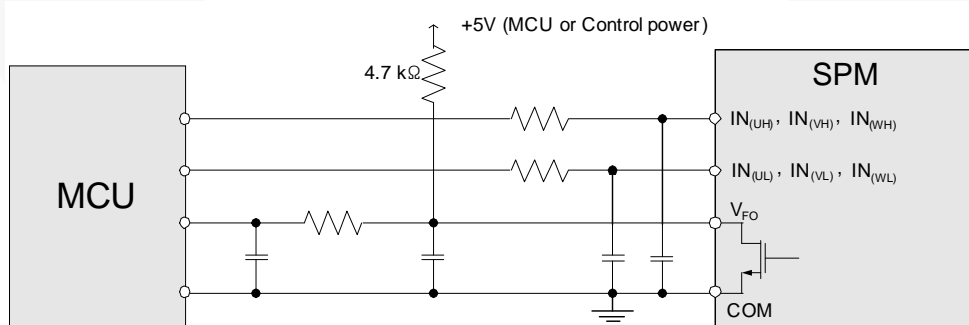 +5V (MCU or Control power)
4.7 kΩ
SPM
MCU
IN(UH), IN(VH), IN(WH)
IN(UL), IN(VL), IN(WL)
VFO
COM